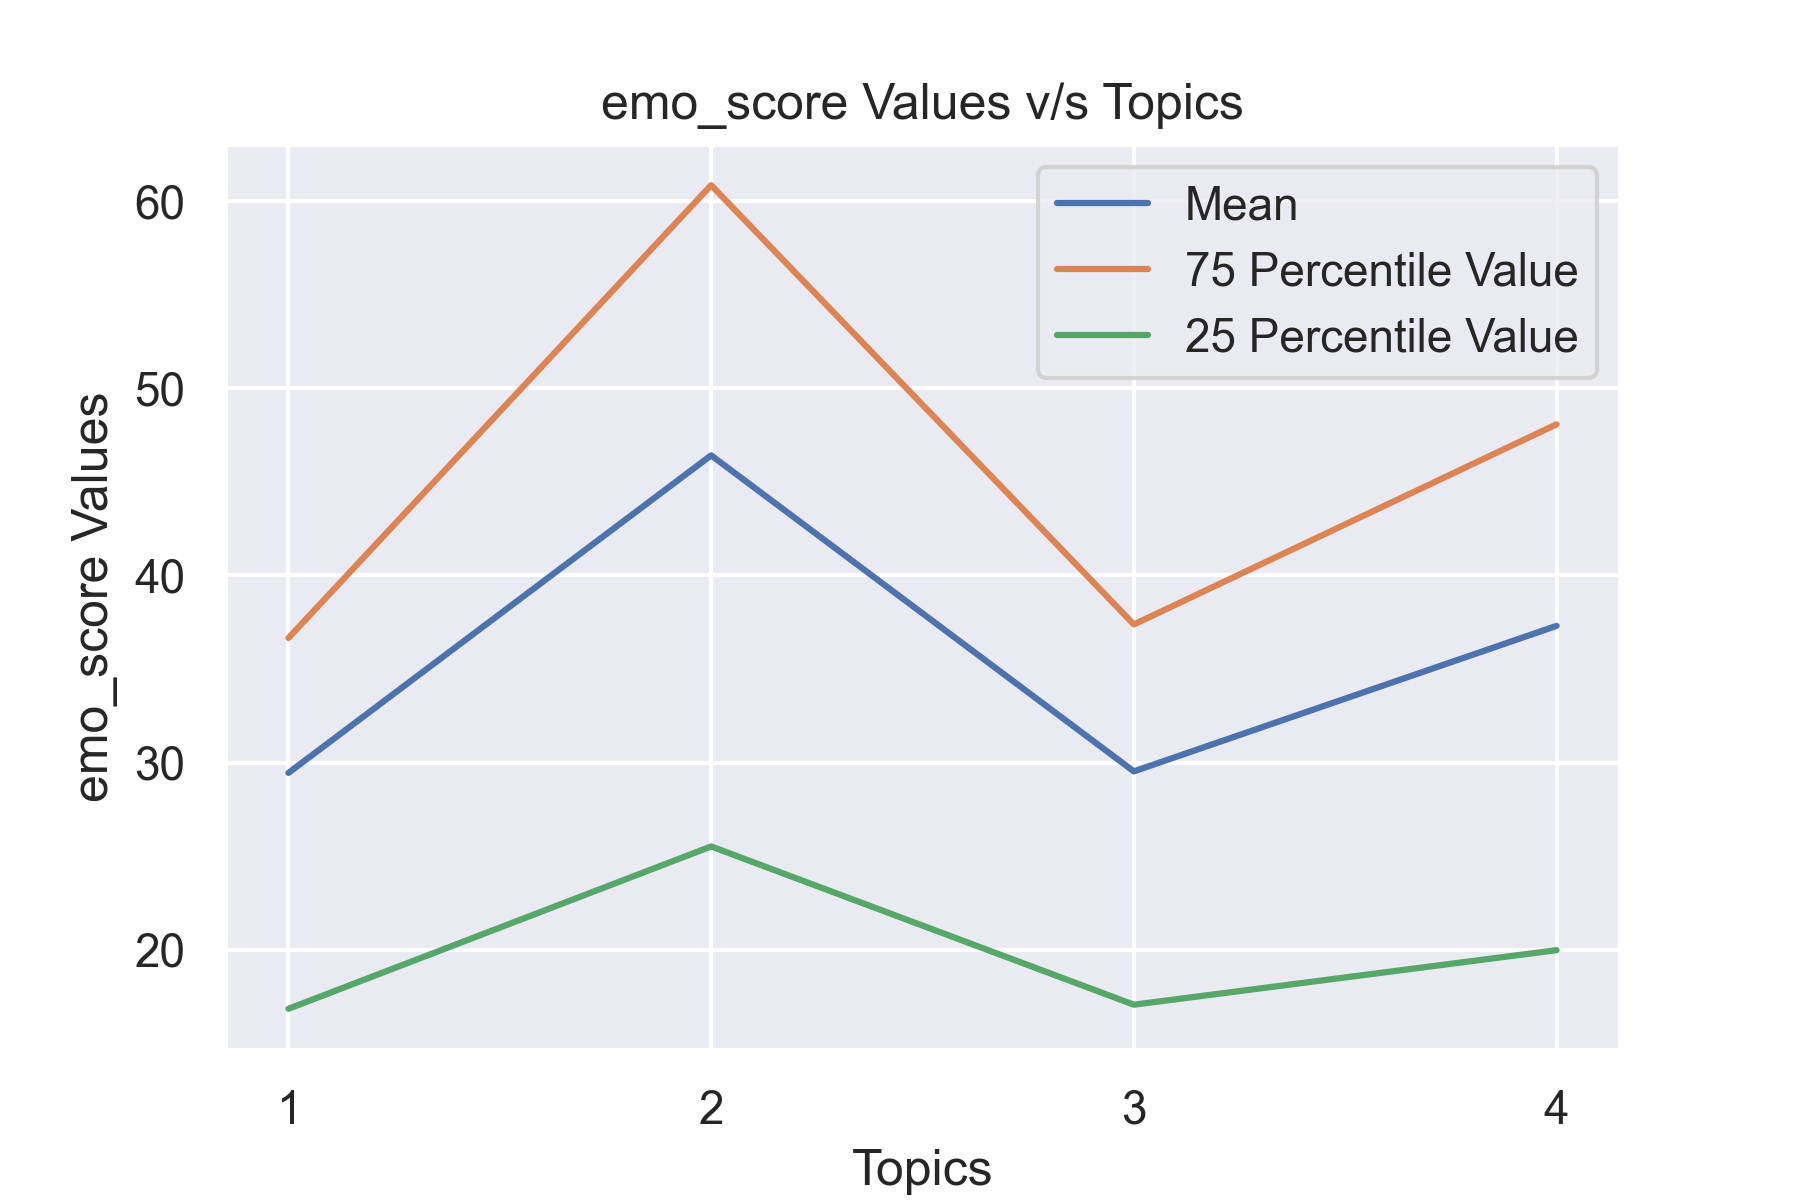 emo_score Values v/s Topics
Mean
75 Percentile Value
25 Percentile Value
60
50
40
30
20
emo_score Values
1 2 3 4
Topics